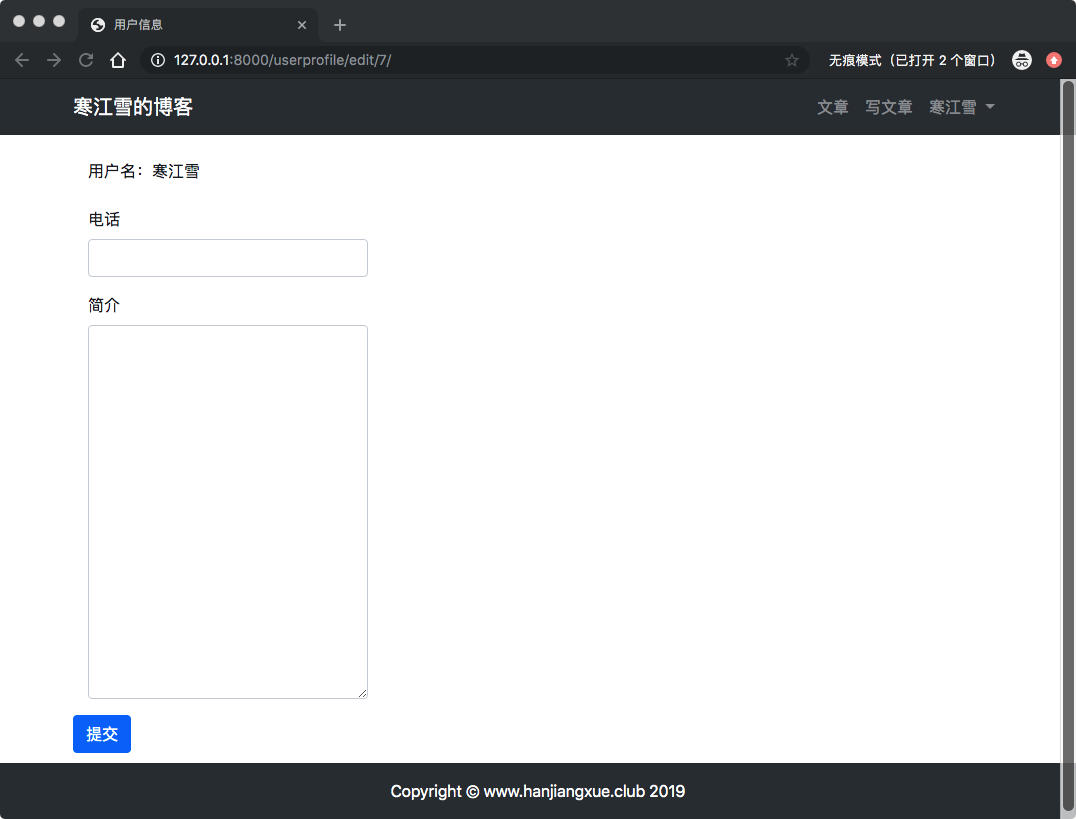 用户信息
127.0.0.1:8000/userprofile/edit/7/
无痕模式（已打开 2 个窗口）
寒江雪的博客
文章 写文章 寒江雪
用户名：寒江雪
电话
简介
提交
Copyright © www.hanjiangxue.club 2019